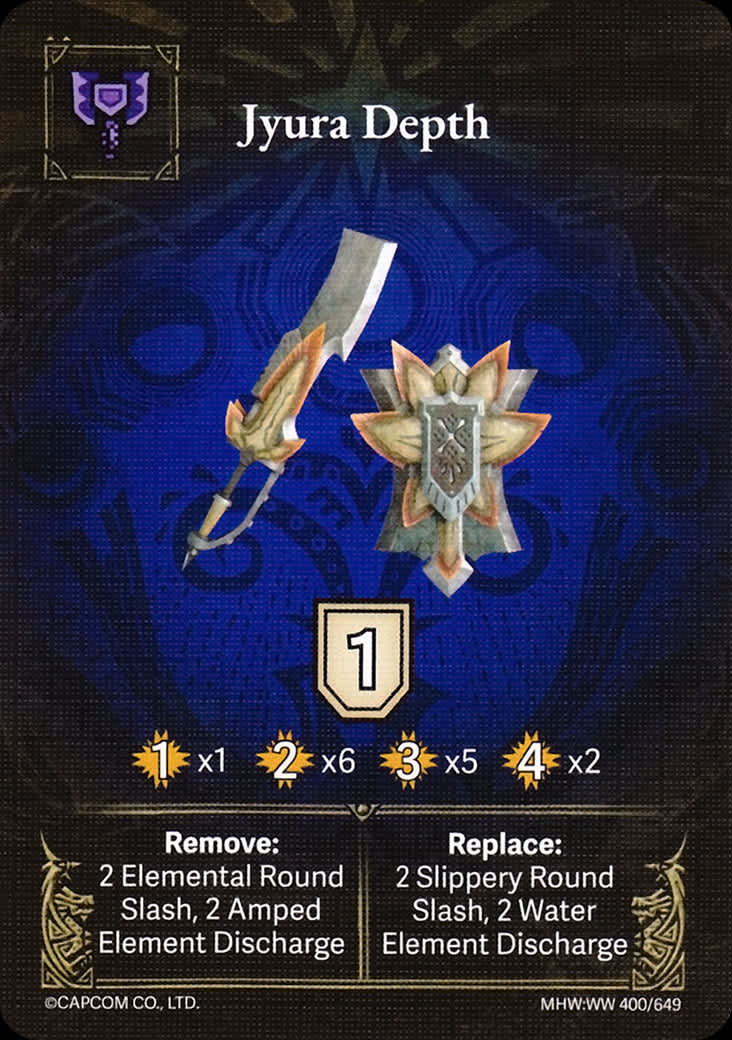 Jyura Depth
1
1 x1 2 x6 3 x5 4 x2
Remove:
2 Elemental Round
Slash, 2 Amped
Element Discharge
Replace:
2 Slippery Round
Slash, 2 Water
Element Discharge
©CAPCOM CO., LTD.
MHW:WW 400/649